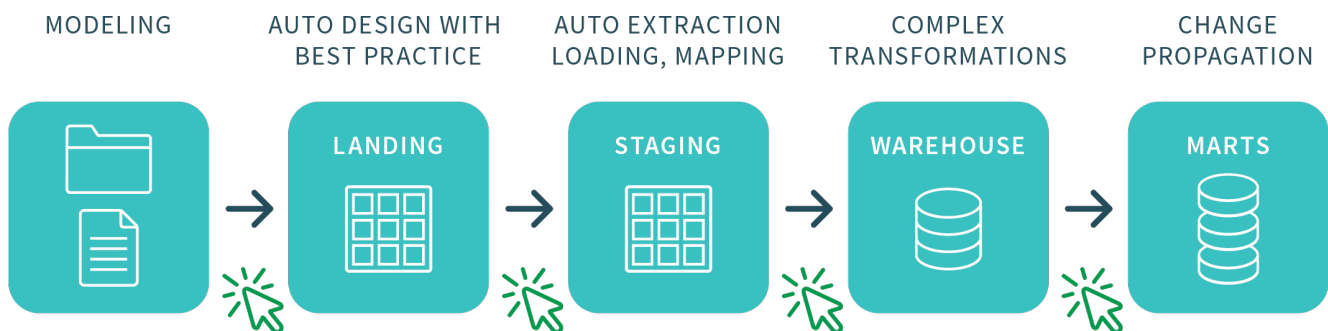 MODELING
AUTO DESIGN WITH
BEST PRACTICE
AUTO EXTRACTION
LOADING, MAPPING
COMPLEX
TRANSFORMATIONS
CHANGE
PROPAGATION
LANDING
STAGING
WAREHOUSE
MARTS